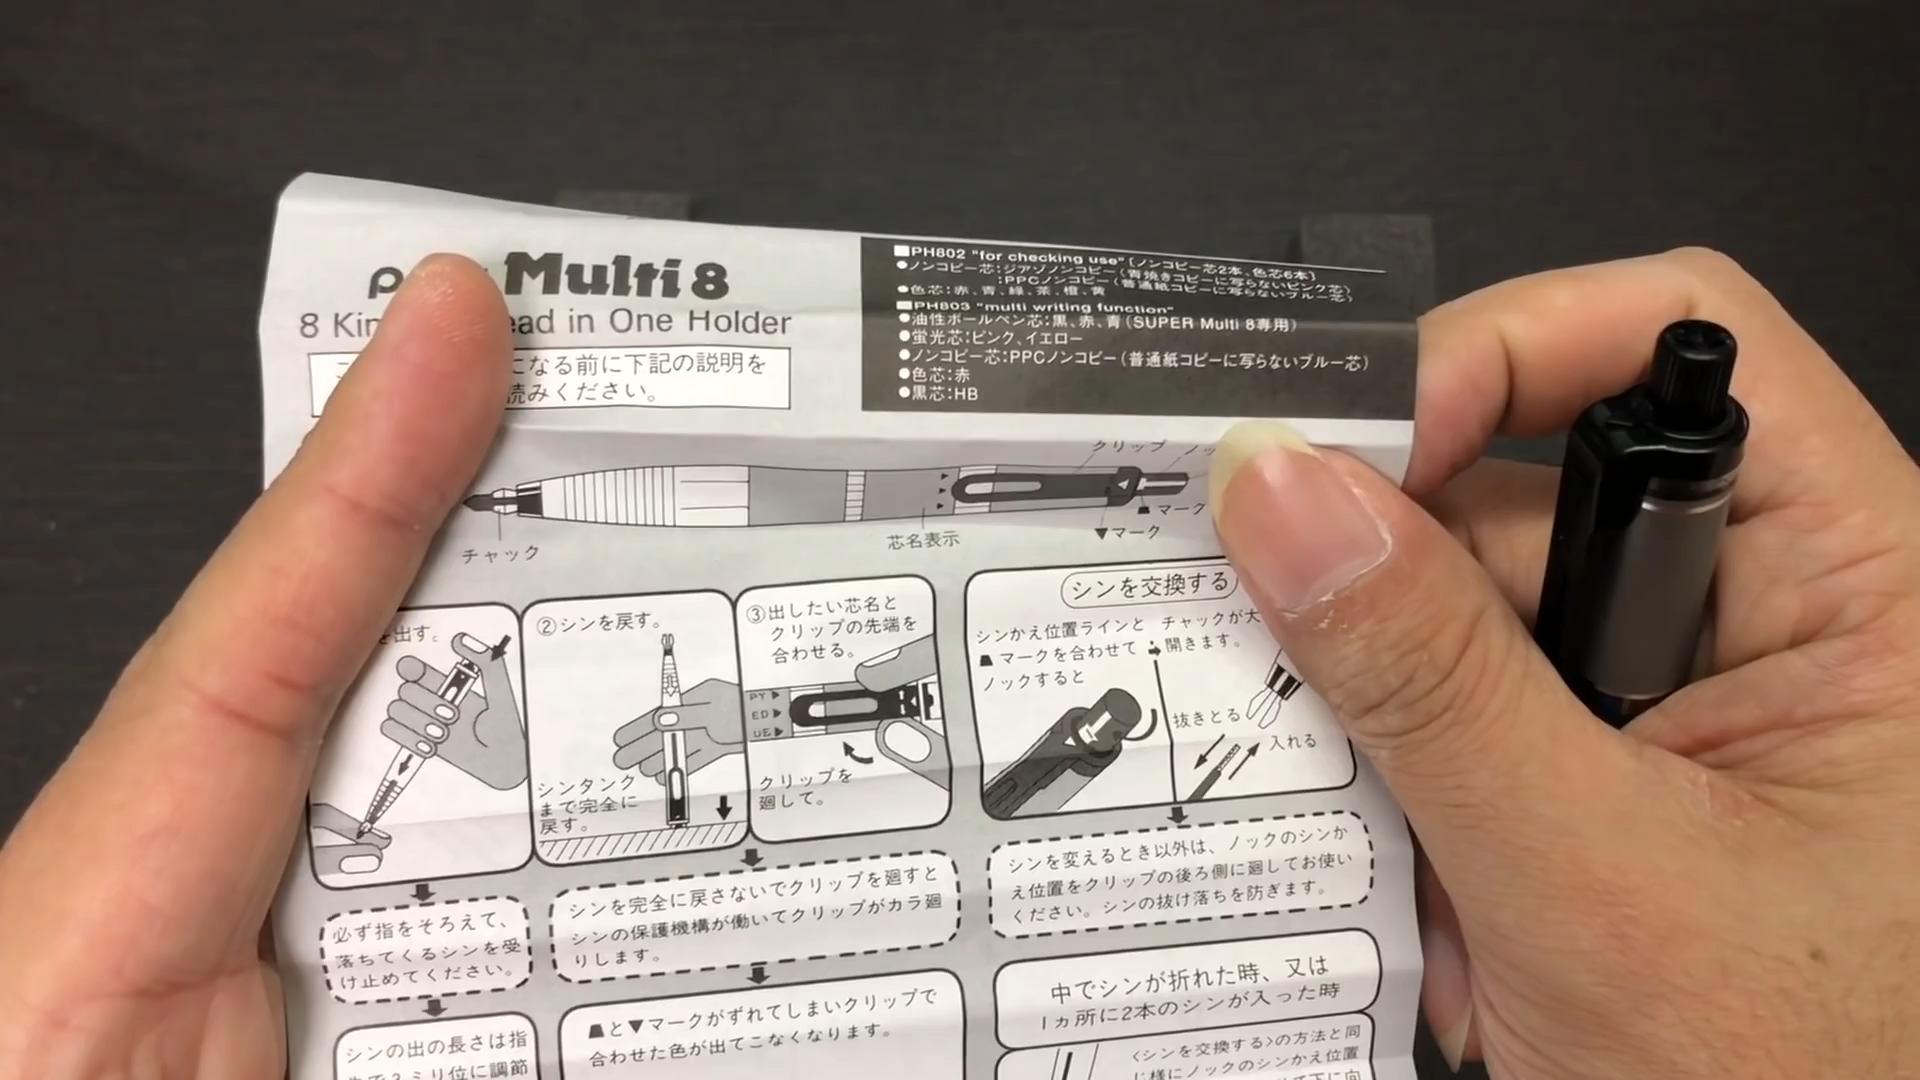 Multi 8
8 Kin ead in One Holder
になる前に下記の説明を
読みください。
■PH802 "for checking use"(ノンコピー芯2本、色芯6本)
●ノンコピー芯:ジアゾノンコピー(青焼きコピーに写らないピンク芯)
:PPCノンコピー(普通紙コピーに写らないブルー芯)
●色芯:赤、青、緑、茶、橙、黄
■PH803 "multi writing function"
●油性ボールペン芯:黒、赤、青(SUPER Multi 8専用)
●蛍光芯:ピンク、イエロー
●ノンコピー芯:PPCノンコピー(普通紙コピーに写らないブルー芯)
●色芯:赤
●黒芯:HB
クリップ
ノッ
マーク
▼マーク
芯名表示
チャック
を出す。
②シンを戻す。
シンタンク
まで完全に
戻す。
③出したい芯名と
クリップの先端を
合わせる。
PY▶
ED▶
UE▶
クリップを
廻して。
シンを交換する
シンかえ位置ラインと
マークを合わせて
ノックすると
チャックが大
開きます。
抜きとる
入れる
必ず指をそろえて、
落ちてくるシンを受
け止めてください。
シンを完全に戻さないでクリップを廻すと
シンの保護機構が働いてクリップがカラ廻
りします。
シンを変えるとき以外は、ノックのシンか
え位置をクリップの後ろ側に廻してお使い
ください。シンの抜け落ちを防ぎます。
シンの出の長さは指
ミリ位に調節
と▼マークがずれてしまいクリップで
合わせた色が出てこなくなります。
中でシンが折れた時、又は
1ヵ所に2本のシンが入った時
〈シンを交換する〉の方法と同
じ様にノックのシンかえ位置